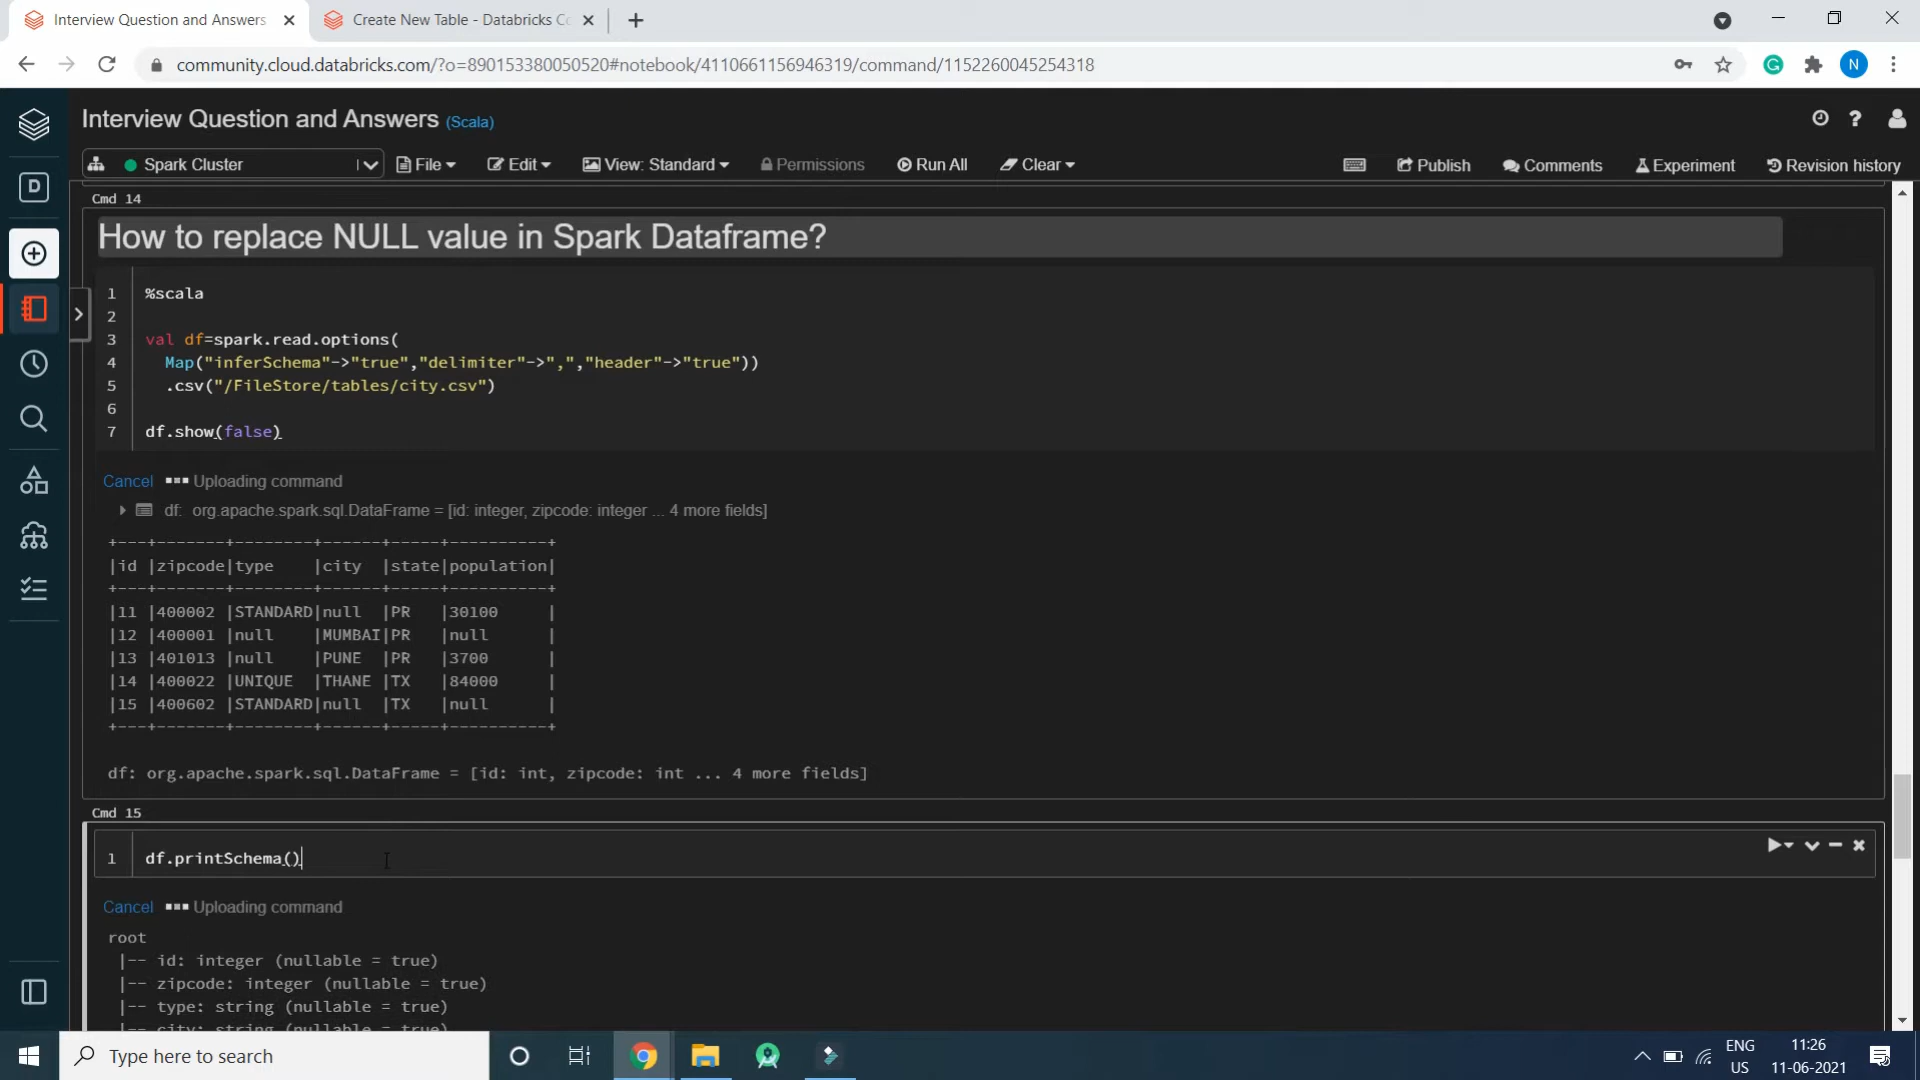 Interview Question and Answers
Create New Table - Databricks Co
community.cloud.databricks.com/?o=890153380050520#notebook/4110661156946319/command/1152260045254318
N
Interview Question and Answers (Scala)
Spark Cluster
File
Edit
View: Standard
Permissions
Run All
Clear
Publish
Comments
Experiment
Revision history
D
Cmd 14
How to replace NULL value in Spark Dataframe?
1 %scala
2
3 val df=spark.read.options(
4 Map("inferSchema"->"true","delimiter"->",","header"->"true"))
5 .csv("/FileStore/tables/city.csv")
6
7 df.show(false)
Cancel Uploading command
df: org.apache.spark.sql.DataFrame = [id: integer, zipcode: integer ... 4 more fields]
+---+-------+--------+------+-----+----------+
|id |zipcode|type    |city  |state|population|
+---+-------+--------+------+-----+----------+
|11 |400002 |STANDARD|null  |PR   |30100     |
|12 |400001 |null    |MUMBAI|PR   |null      |
|13 |401013 |null    |PUNE  |PR   |3700      |
|14 |400022 |UNIQUE  |THANE |TX   |84000     |
|15 |400602 |STANDARD|null  |TX   |null      |
+---+-------+--------+------+-----+----------+
df: org.apache.spark.sql.DataFrame = [id: int, zipcode: int ... 4 more fields]
Cmd 15
1 df.printSchema()
Cancel Uploading command
root
|-- id: integer (nullable = true)
|-- zipcode: integer (nullable = true)
|-- type: string (nullable = true)
|-- city: string (nullable = true)
Type here to search
ENG
US
11:26
11-06-2021